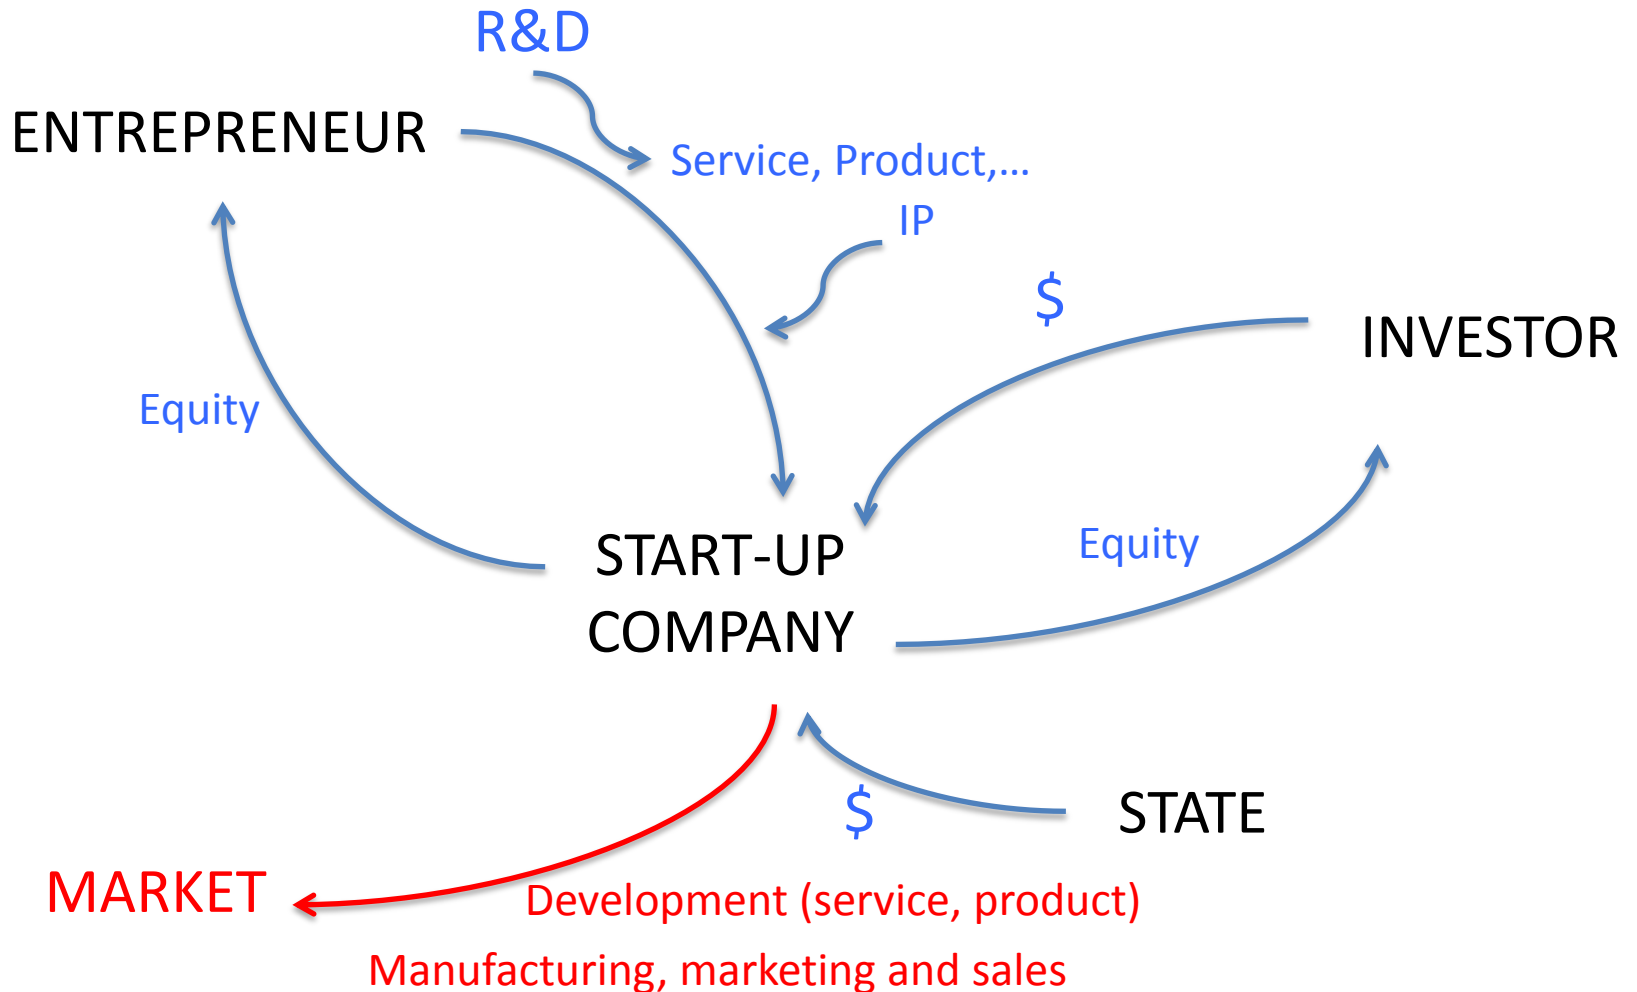 R&D
ENTREPRENEUR
Service, Product,...
IP
$
INVESTOR
Equity
Equity
START-UP
COMPANY
$
STATE
MARKET
Development (service, product)
Manufacturing, marketing and sales